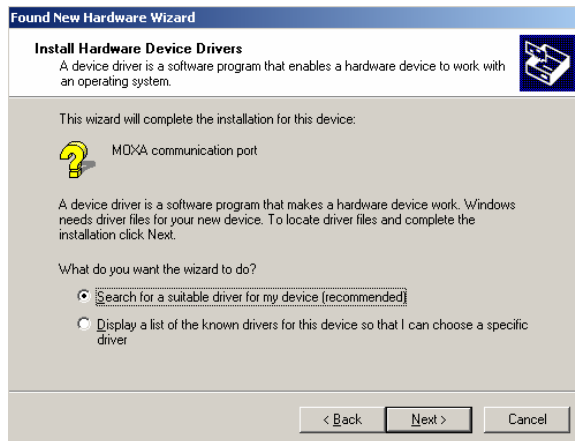 Found New Hardware Wizard
Install Hardware Device Drivers
A device driver is a software program that enables a hardware device to work with
an operating system.
This wizard will complete the installation for this device:
MOXA communication port
A device driver is a software program that makes a hardware device work. Windows
needs driver files for your new device. To locate driver files and complete the
installation click Next.
What do you want the wizard to do?
Search for a suitable driver for my device (recommended)
Display a list of the known drivers for this device so that I can choose a specific
driver
< Back Next > Cancel